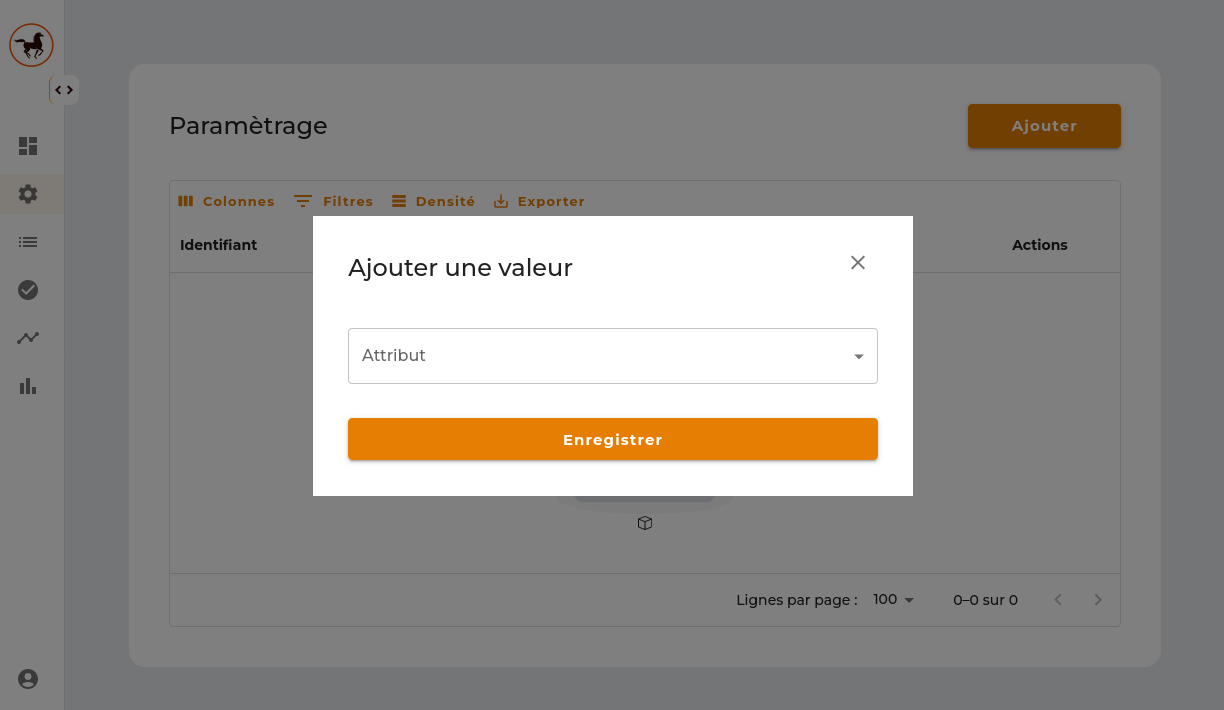 Paramètrage
Ajouter
Colonnes Filtres Densité Exporter
Identifiant Actions
Ajouter une valeur
Attribut
Enregistrer
Lignes par page : 100 0–0 sur 0